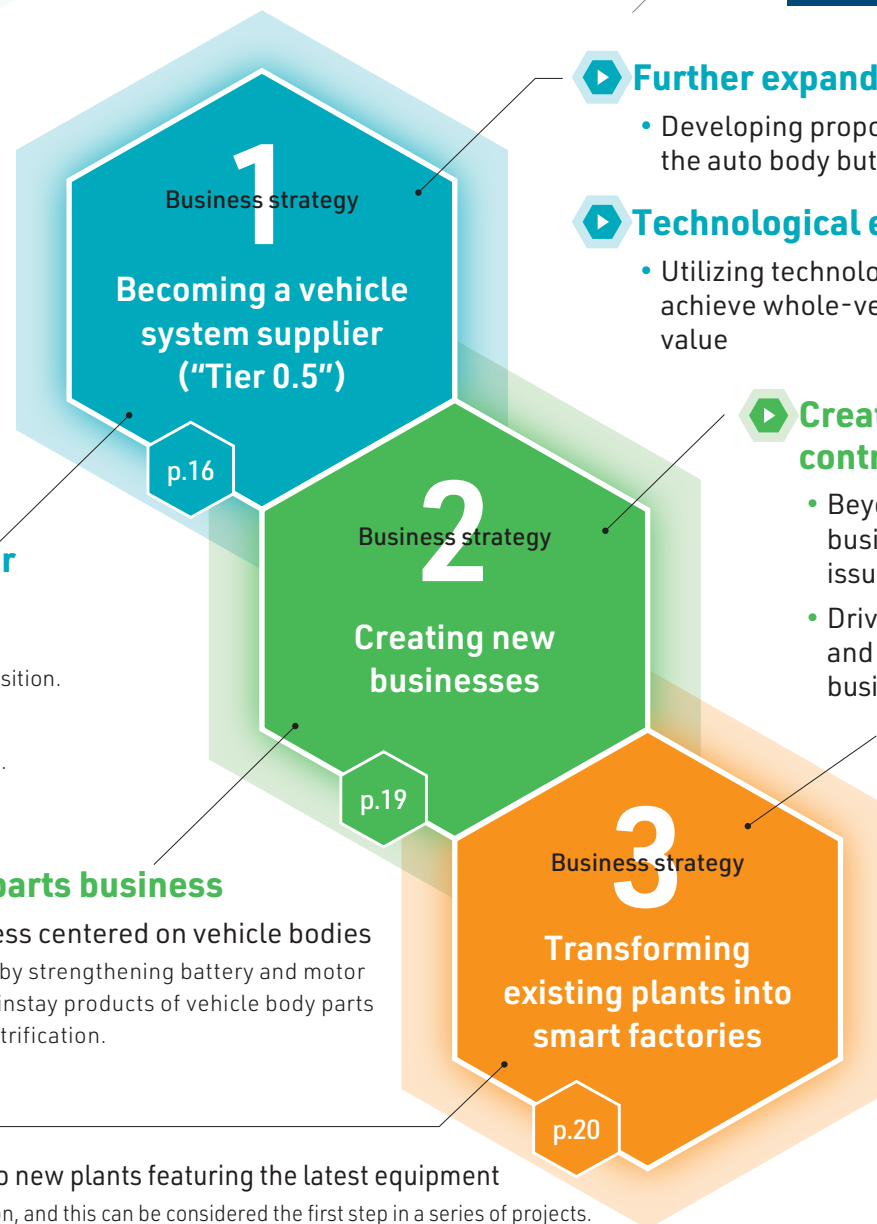 1
Business strategy
Becoming a vehicle
system supplier
("Tier 0.5")
p.16
Further expand
• Developing propo
the auto body but
Technological e
• Utilizing technolo
achieve whole-ve
value
2
Business strategy
Creating new
businesses
p.19
Creat
contr
• Beyo
busi
issu
• Driv
and
busi
r
sition.
.
parts business
ess centered on vehicle bodies
by strengthening battery and motor
instay products of vehicle body parts
trification.
3
Business strategy
Transforming
existing plants into
smart factories
p.20
o new plants featuring the latest equipment
on, and this can be considered the first step in a series of projects.